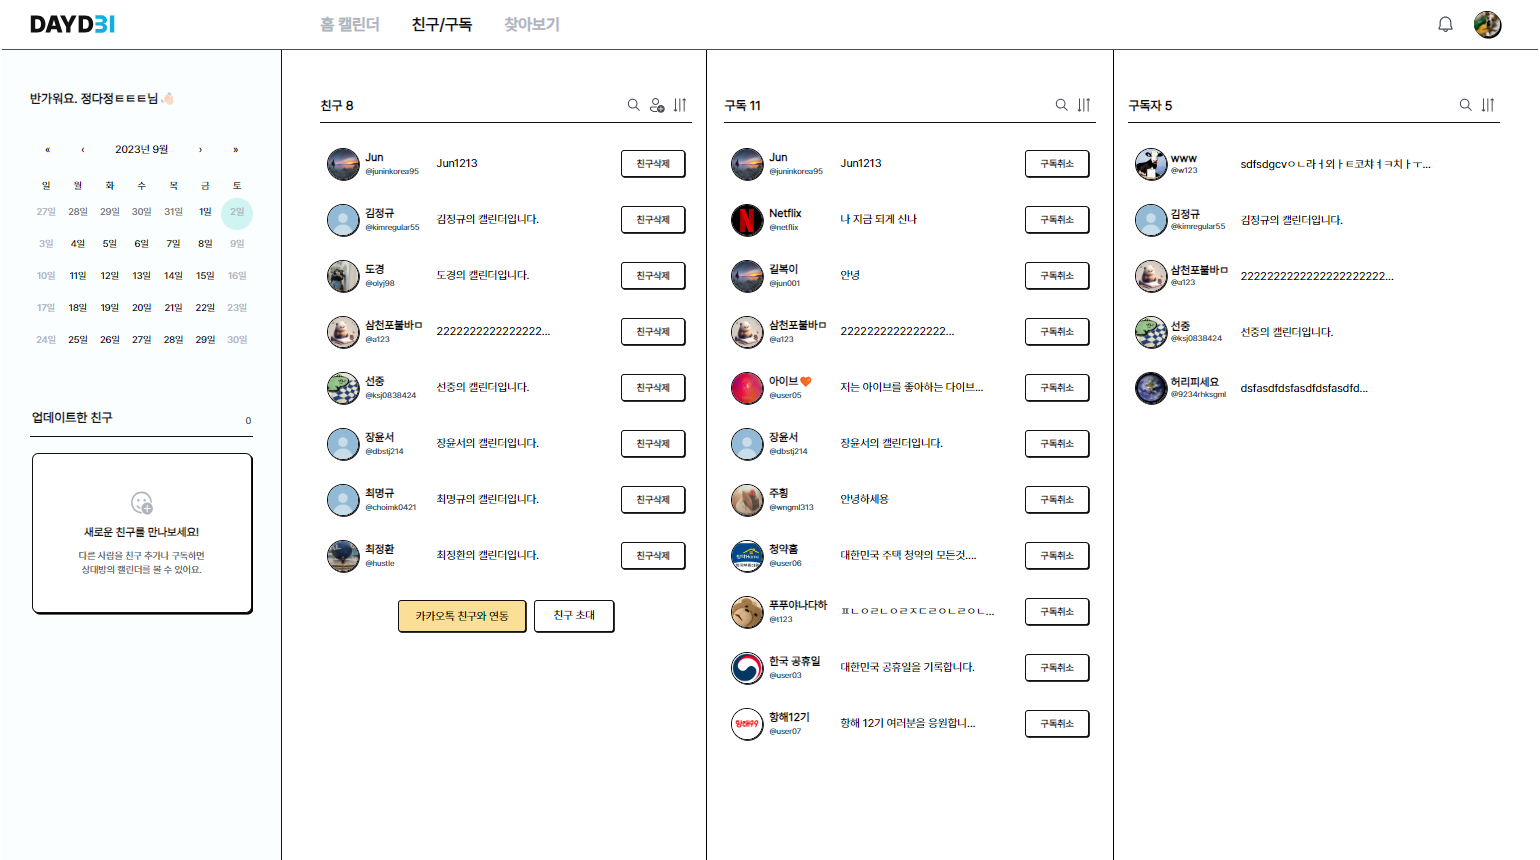 DAYD31
홈 캘린더
친구/구독
찾아보기
반가워요. 정다정ㅌㅌㅌ님
« ‹ 2023년 9월 › »
일 월 화 수 목 금 토
27일 28일 29일 30일 31일 1일 2일
3일 4일 5일 6일 7일 8일 9일
10일 11일 12일 13일 14일 15일 16일
17일 18일 19일 20일 21일 22일 23일
24일 25일 26일 27일 28일 29일 30일
업데이트한 친구 0
새로운 친구를 만나보세요!
다른 사람을 친구 추가나 구독하면
상대방의 캘린더를 볼 수 있어요.
친구 8
Jun
@juninkorea95
Jun1213
친구삭제
김정규
@kimregular55
김정규의 캘린더입니다.
친구삭제
도경
@olyj98
도경의 캘린더입니다.
친구삭제
삼천포불바ㅁ
@a123
2222222222222222...
친구삭제
선중
@ksj0838424
선중의 캘린더입니다.
친구삭제
장윤서
@dbstj214
장윤서의 캘린더입니다.
친구삭제
최명규
@choimk0421
최명규의 캘린더입니다.
친구삭제
최정환
@hustle
최정환의 캘린더입니다.
친구삭제
카카오톡 친구와 연동
친구 초대
구독 11
Jun
@juninkorea95
Jun1213
구독취소
Netflix
@netflix
나 지금 되게 신나
구독취소
길복이
@jun001
안녕
구독취소
삼천포불바ㅁ
@a123
2222222222222222...
구독취소
아이브
@user05
저는 아이브를 좋아하는 다이브...
구독취소
장윤서
@dbstj214
장윤서의 캘린더입니다.
구독취소
주휭
@wngml313
안녕하세용
구독취소
청약홈
@user06
대한민국 주택 청약의 모든것....
구독취소
푸푸야나다하
@t123
ㅍㄴㅇㄹㄴㅇㄹㅈㄷㄹㅇㄴㄹㅇㄴ...
구독취소
한국 공휴일
@user03
대한민국 공휴일을 기록합니다.
구독취소
항해99
항해12기
@user07
항해 12기 여러분을 응원합니...
구독취소
구독자 5
www
@w123
sdfsdgcvㅇㄴ라ㅓ외ㅏㅌ코챠ㅓㅋ치ㅏㅜ...
김정규
@kimregular55
김정규의 캘린더입니다.
삼천포불바ㅁ
@a123
2222222222222222222222...
선중
@ksj0838424
선중의 캘린더입니다.
허리피세요
@9234rhksgml
dsfasdfdsfasdfdsfasdfd...